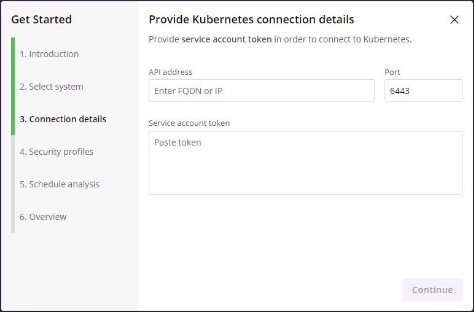 Get Started
1. Introduction
2. Select system
3. Connection details
4. Security profiles
5. Schedule analysis
6. Overview
Provide Kubernetes connection details
Provide service account token in order to connect to Kubernetes.
API address
Port
Enter FQDN or IP
6443
Service account token
Paste token
Continue